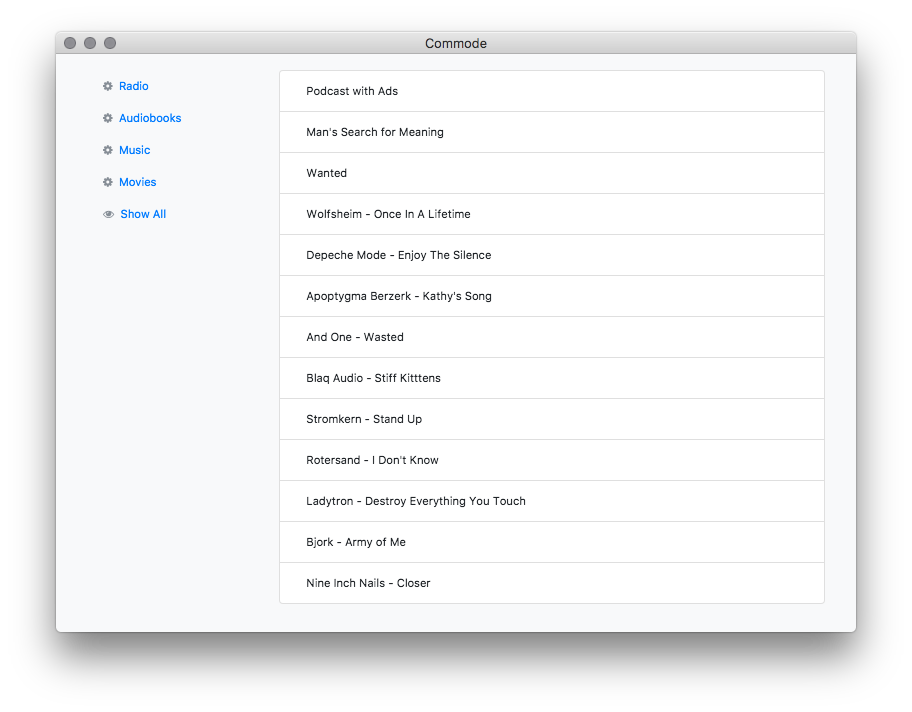 Commode
Radio
Audiobooks
Music
Movies
Show All
Podcast with Ads
Man's Search for Meaning
Wanted
Wolfsheim - Once In A Lifetime
Depeche Mode - Enjoy The Silence
Apoptygma Berzerk - Kathy's Song
And One - Wasted
Blaq Audio - Stiff Kitttens
Stromkern - Stand Up
Rotersand - I Don't Know
Ladytron - Destroy Everything You Touch
Bjork - Army of Me
Nine Inch Nails - Closer